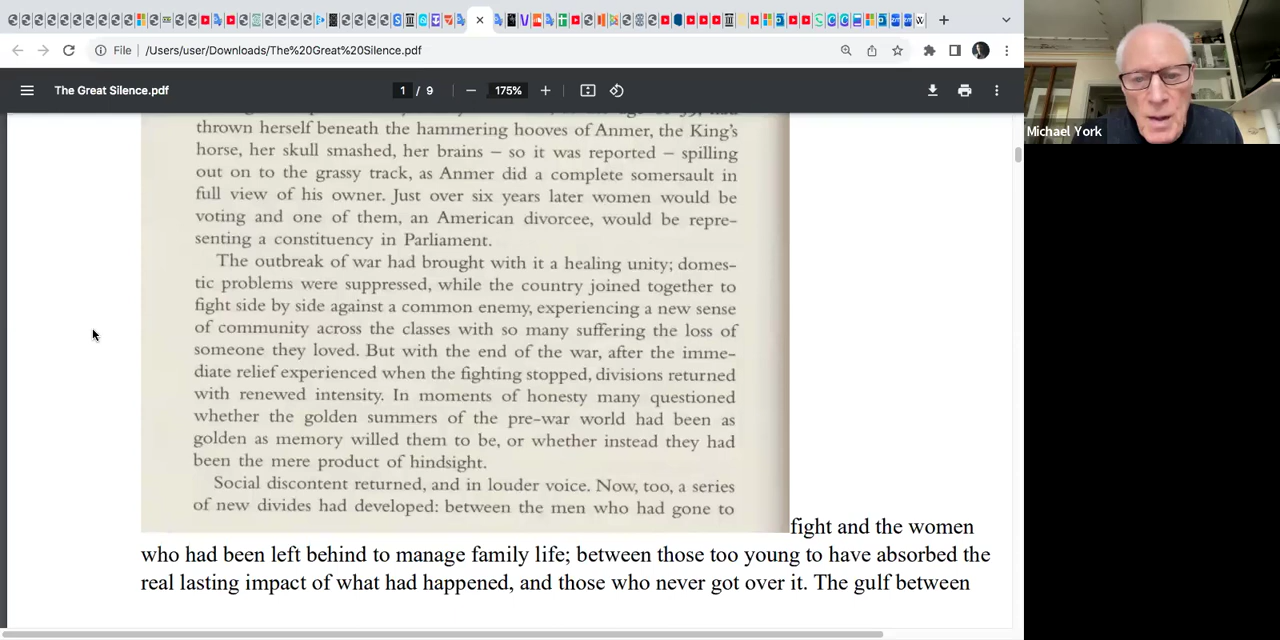 File
/Users/user/Downloads/The%20Great%20Silence.pdf
The Great Silence.pdf
1 / 9
175%
Michael York
thrown herself beneath the hammering hooves of Anmer, the King's
horse, her skull smashed, her brains – so it was reported – spilling
out on to the grassy track, as Anmer did a complete somersault in
full view of his owner. Just over six years later women would be
voting and one of them, an American divorcee, would be repre-
senting a constituency in Parliament.
The outbreak of war had brought with it a healing unity; domes-
tic problems were suppressed, while the country joined together to
fight side by side against a common enemy, experiencing a new sense
of community across the classes with so many suffering the loss of
someone they loved. But with the end of the war, after the imme-
diate relief experienced when the fighting stopped, divisions returned
with renewed intensity. In moments of honesty many questioned
whether the golden summers of the pre-war world had been as
golden as memory willed them to be, or whether instead they had
been the mere product of hindsight.
Social discontent returned, and in louder voice. Now, too, a series
of new divides had developed: between the men who had gone to
fight and the women
who had been left behind to manage family life; between those too young to have absorbed the
real lasting impact of what had happened, and those who never got over it. The gulf between